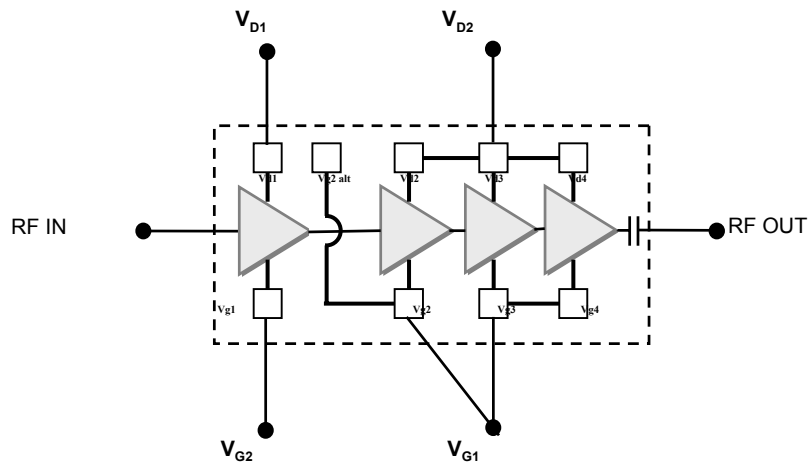 VD1 VD2
Vd1 Vg2 alt Vd2 Vd3 Vd4
RF IN RF OUT
Vg1 Vg2 Vg3 Vg4
VG2 VG1